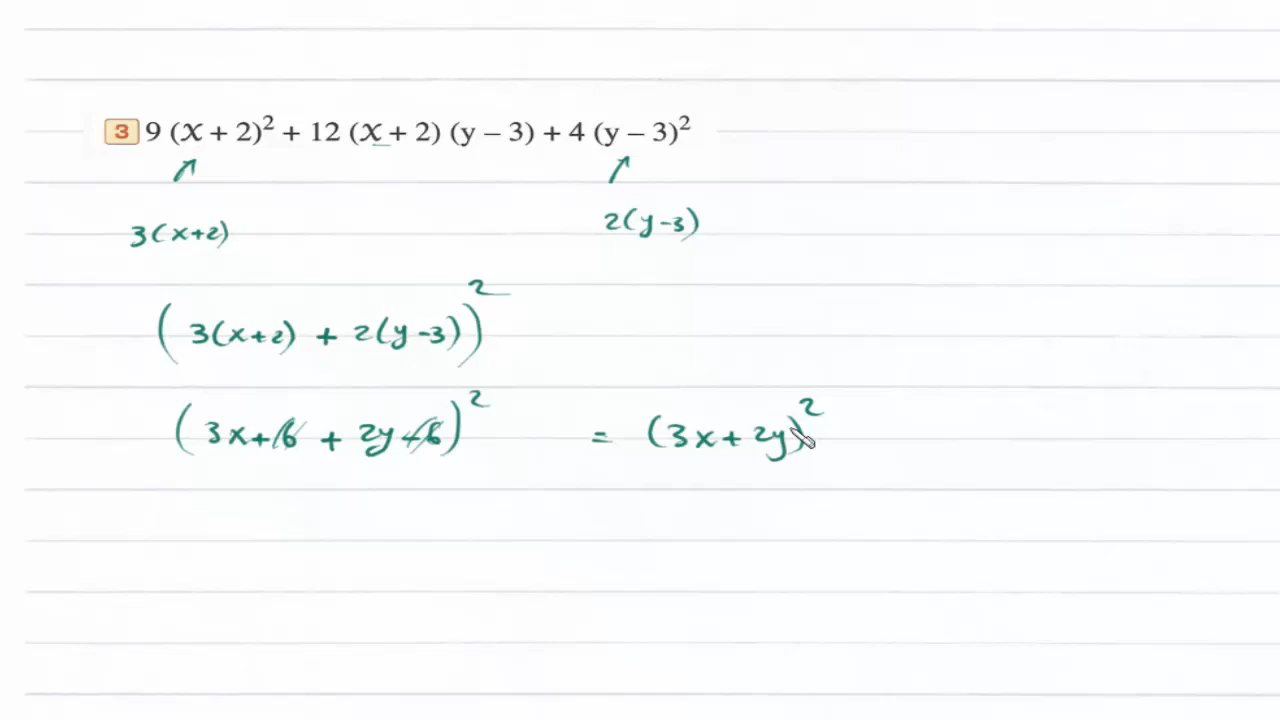 3 9 (x + 2)² + 12 (x + 2) (y – 3) + 4 (y – 3)²
3(x+2) 2(y-3)
(3(x+2) + 2(y-3))²
(3x+6 + 2y-6)² = (3x+2y)²